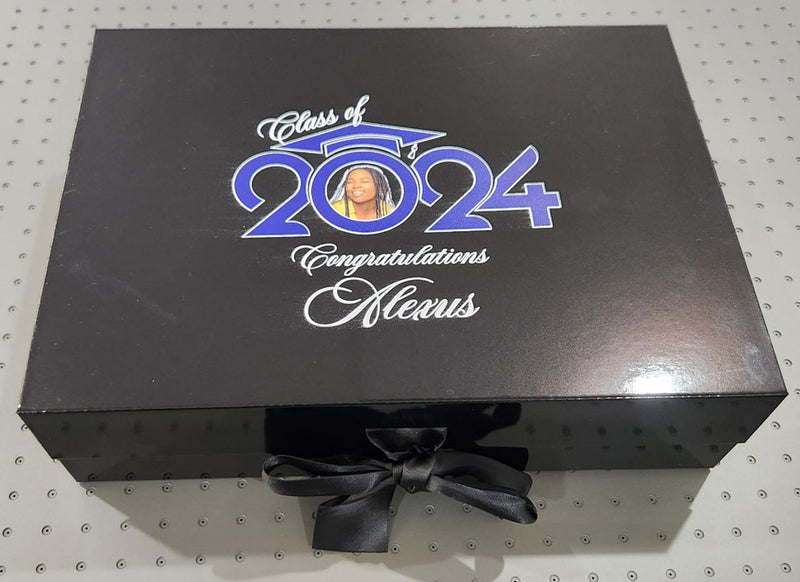 Class of
2024
Congratulations
Alexus